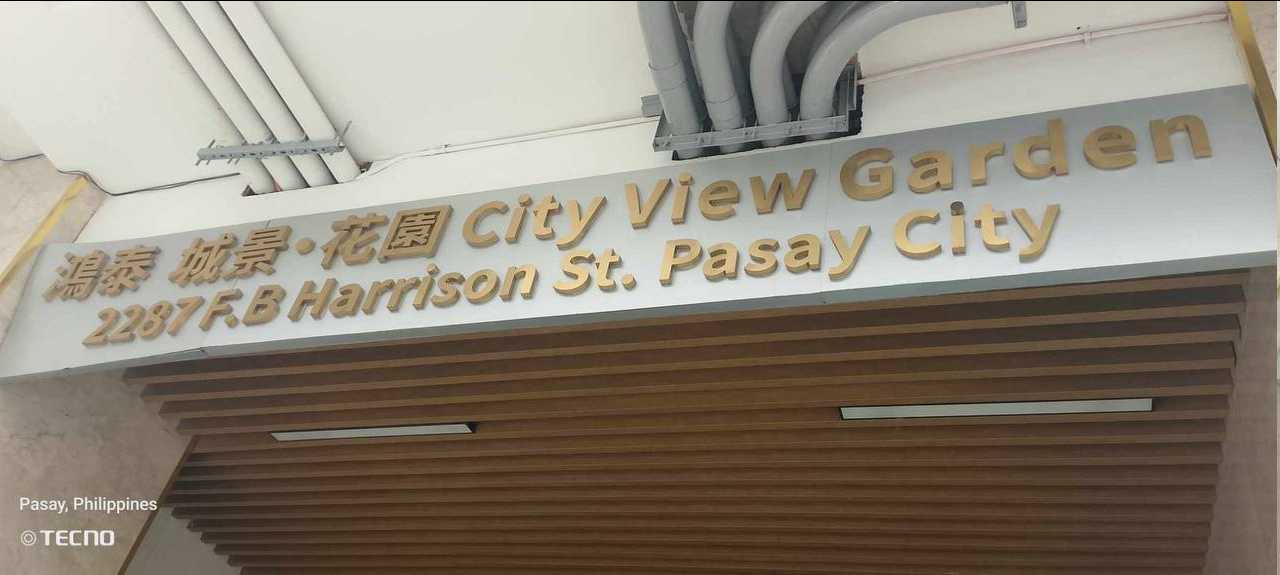 鴻泰 城景·花園 City View Garden
2287 F.B Harrison St. Pasay City
Pasay, Philippines
TECNO